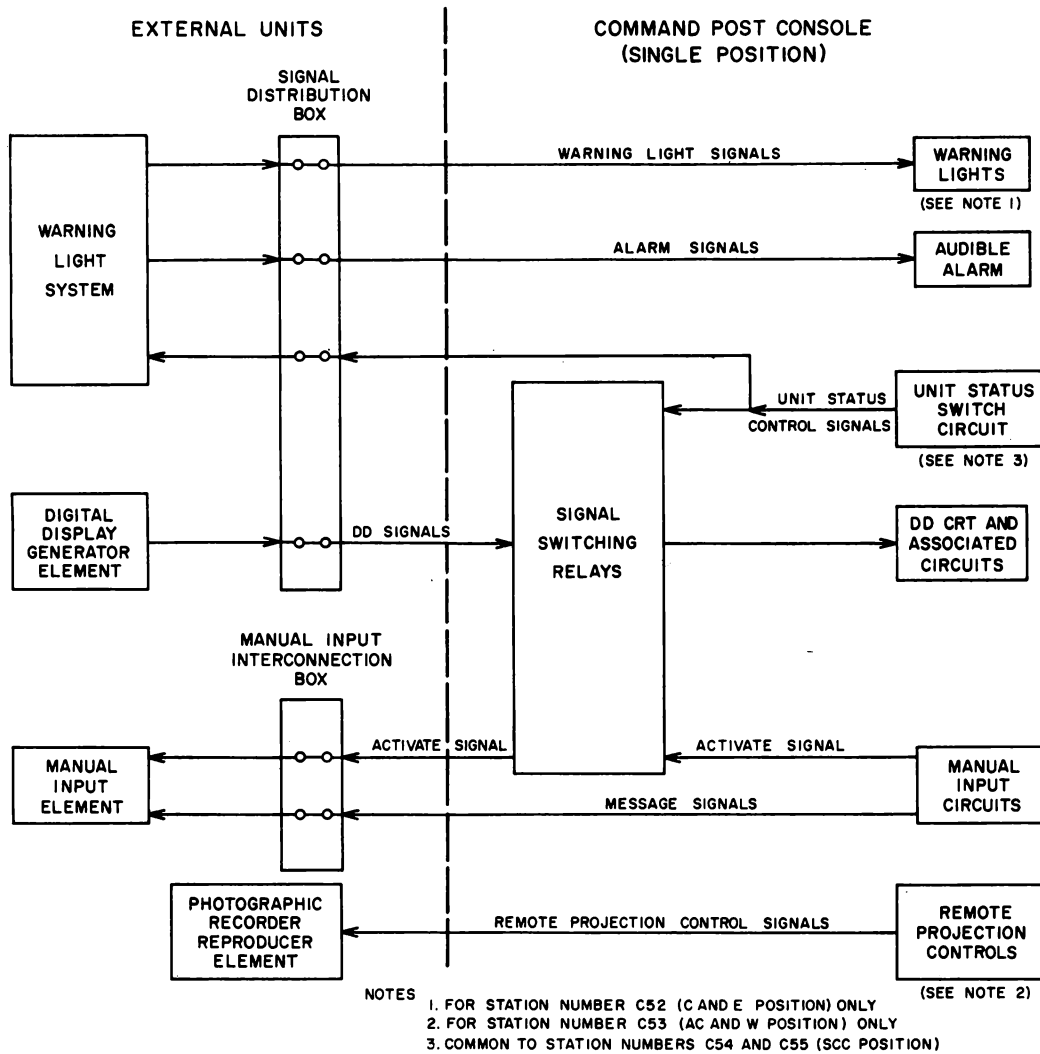 EXTERNAL UNITS
COMMAND POST CONSOLE
(SINGLE POSITION)
SIGNAL
DISTRIBUTION
BOX
WARNING
LIGHT
SYSTEM
WARNING LIGHT SIGNALS
WARNING
LIGHTS
(SEE NOTE 1)
ALARM SIGNALS
AUDIBLE
ALARM
UNIT STATUS
CONTROL SIGNALS
UNIT STATUS
SWITCH
CIRCUIT
(SEE NOTE 3)
DIGITAL
DISPLAY
GENERATOR
ELEMENT
DD SIGNALS
SIGNAL
SWITCHING
RELAYS
DD CRT AND
ASSOCIATED
CIRCUITS
MANUAL INPUT
INTERCONNECTION
BOX
MANUAL
INPUT
ELEMENT
ACTIVATE SIGNAL
ACTIVATE SIGNAL
MESSAGE SIGNALS
MANUAL
INPUT
CIRCUITS
PHOTOGRAPHIC
RECORDER
REPRODUCER
ELEMENT
REMOTE PROJECTION CONTROL SIGNALS
REMOTE
PROJECTION
CONTROLS
(SEE NOTE 2)
NOTES
1. FOR STATION NUMBER C52 (C AND E POSITION) ONLY
2. FOR STATION NUMBER C53 (AC AND W POSITION) ONLY
3. COMMON TO STATION NUMBERS C54 AND C55 (SCC POSITION)